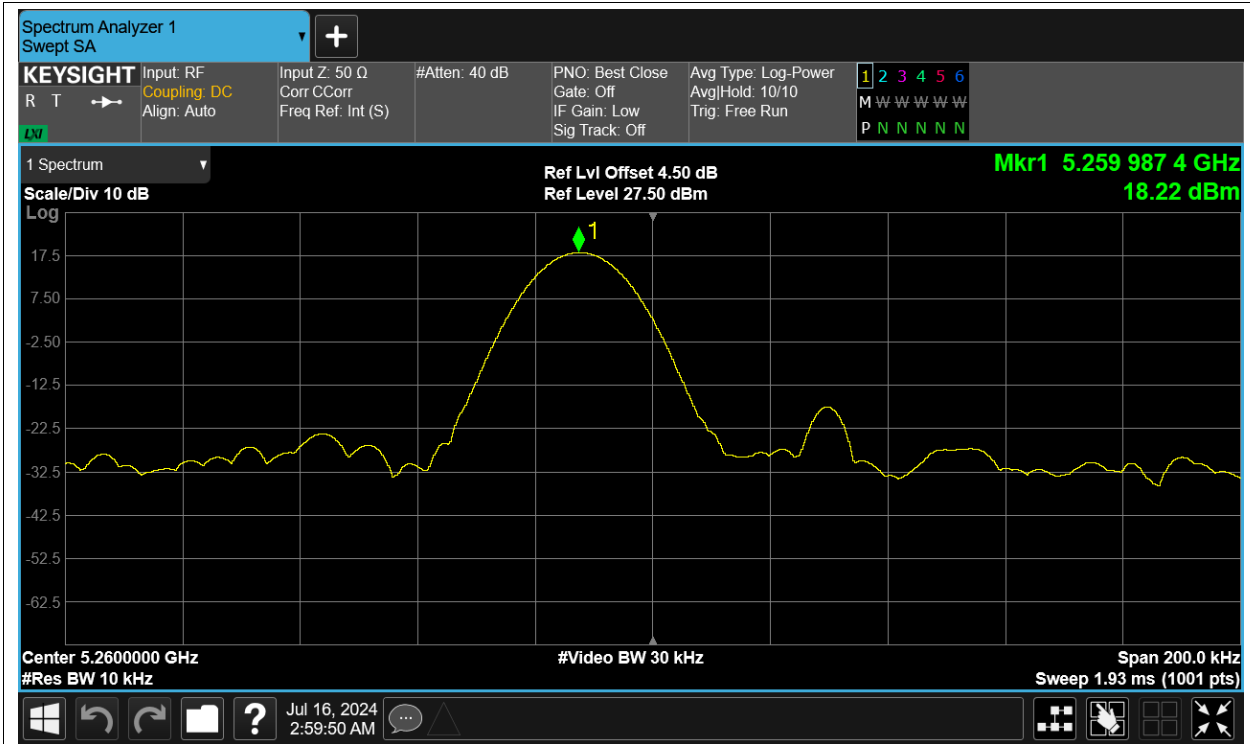 Spectrum Analyzer 1
Swept SA
KEYSIGHT
R T
LXI
Input: RF
Coupling: DC
Align: Auto
Input Z: 50 Ω
Corr CCorr
Freq Ref: Int (S)
#Atten: 40 dB
PNO: Best Close
Gate: Off
IF Gain: Low
Sig Track: Off
Avg Type: Log-Power
Avg|Hold: 10/10
Trig: Free Run
1 2 3 4 5 6
M W W W W W
P N N N N N
1 Spectrum
Scale/Div 10 dB
Log
Ref Lvl Offset 4.50 dB
Ref Level 27.50 dBm
Mkr1 5.259 987 4 GHz
18.22 dBm
1
17.5
7.50
-2.50
-12.5
-22.5
-32.5
-42.5
-52.5
-62.5
Center 5.2600000 GHz
#Res BW 10 kHz
#Video BW 30 kHz
Span 200.0 kHz
Sweep 1.93 ms (1001 pts)
?
Jul 16, 2024
2:59:50 AM